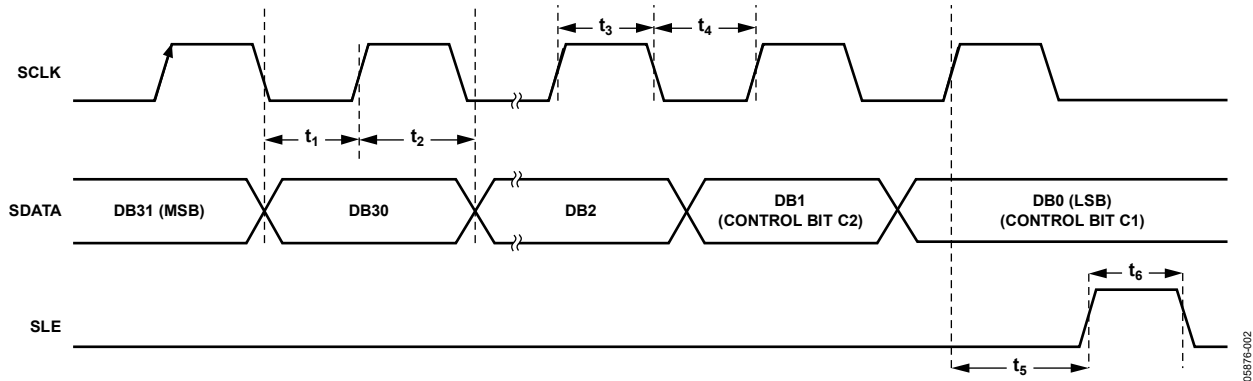 t3
t4
SCLK
t1
t2
SDATA
DB31 (MSB)
DB30
DB2
DB1
(CONTROL BIT C2)
DB0 (LSB)
(CONTROL BIT C1)
t6
SLE
t5
05876-002